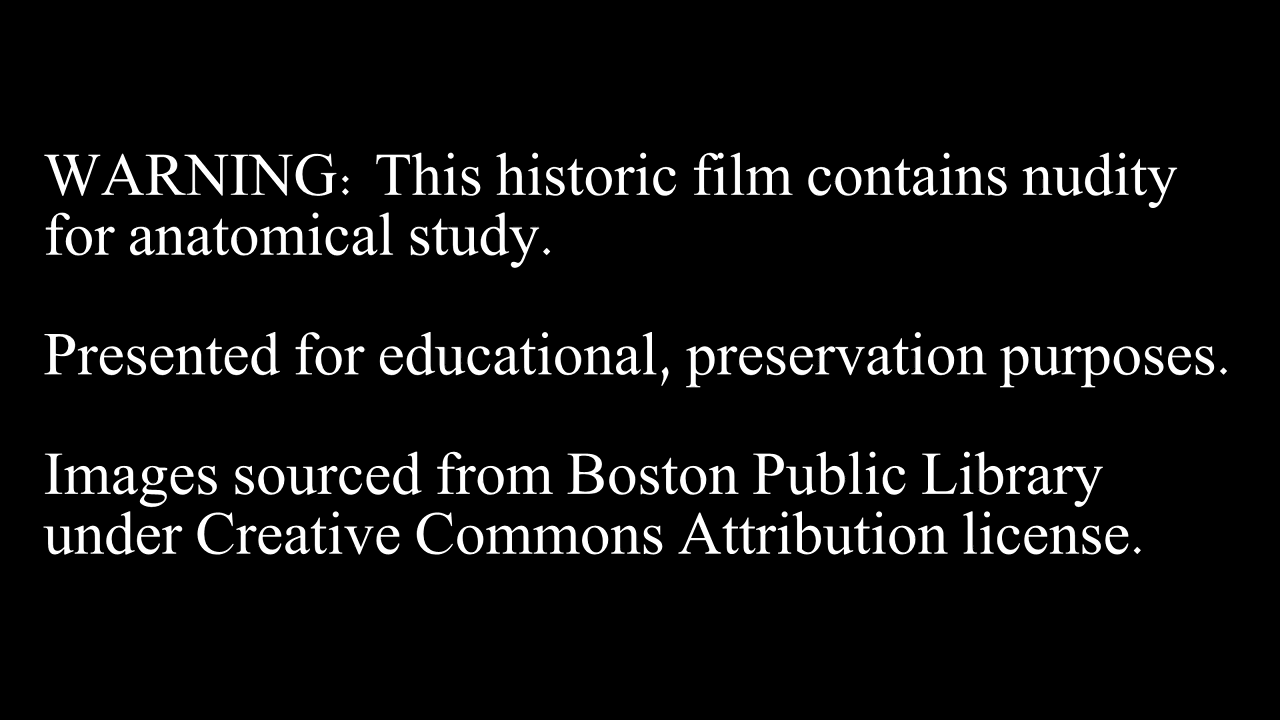 WARNING: This historic film contains nudity
for anatomical study.
Presented for educational, preservation purposes.
Images sourced from Boston Public Library
under Creative Commons Attribution license.